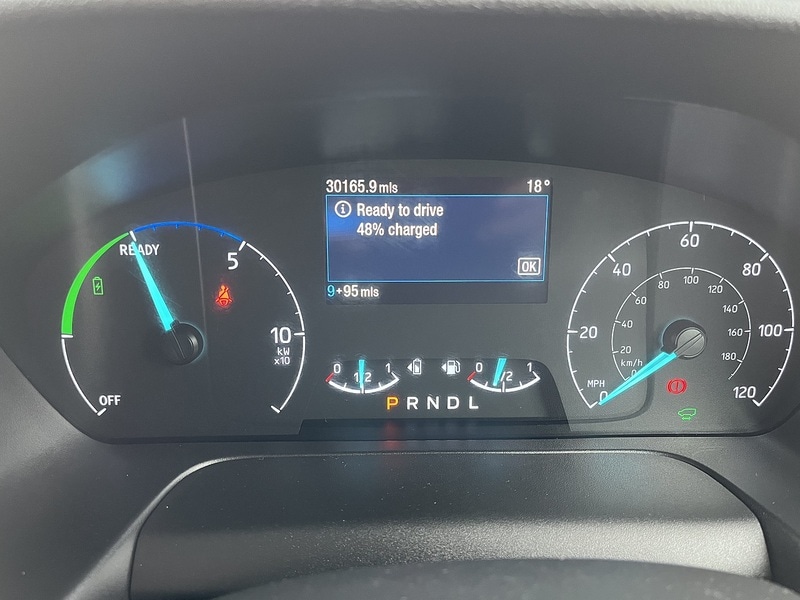 30165.9 mls 18°
Ready to drive
48% charged
OK
9+95 mls
READY
5
10
kW
x10
OFF
0 1/2 1
0 1/2 1
P R N D L
0 20 40 60 80 100 120
MPH
0 20 40 60 80 100 120 140 160 180
km/h